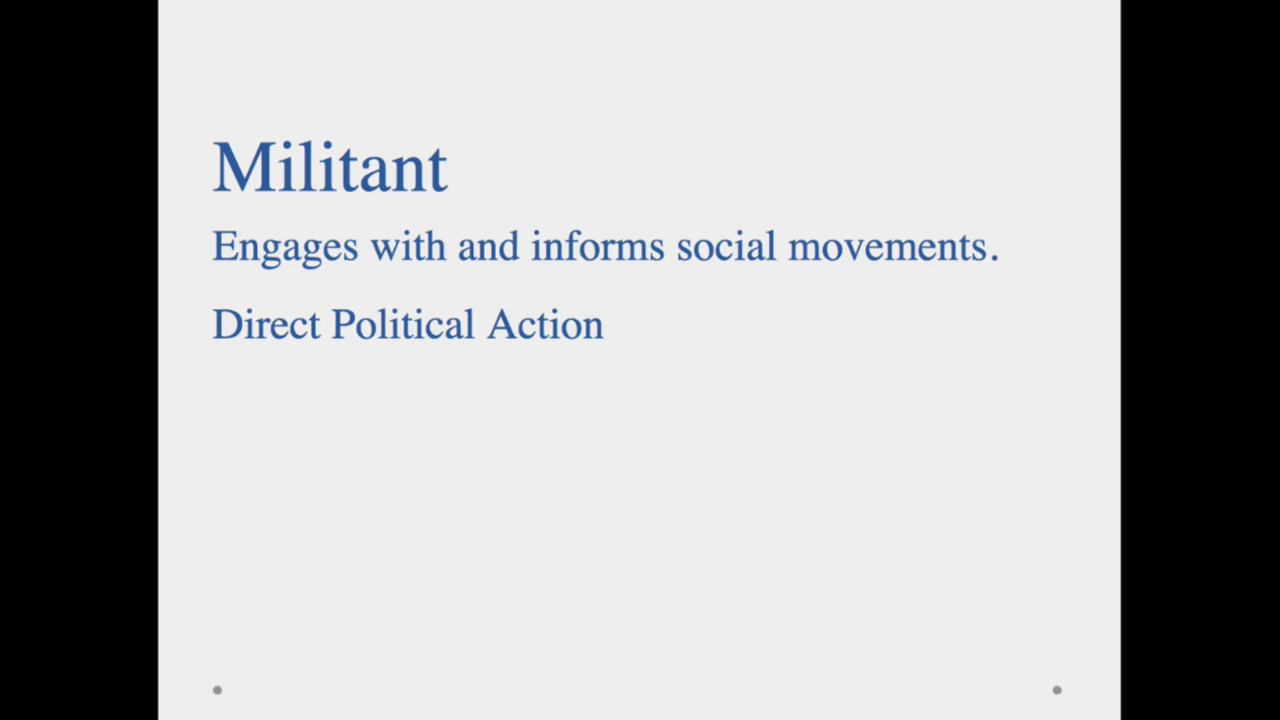 Militant
Engages with and informs social movements.
Direct Political Action